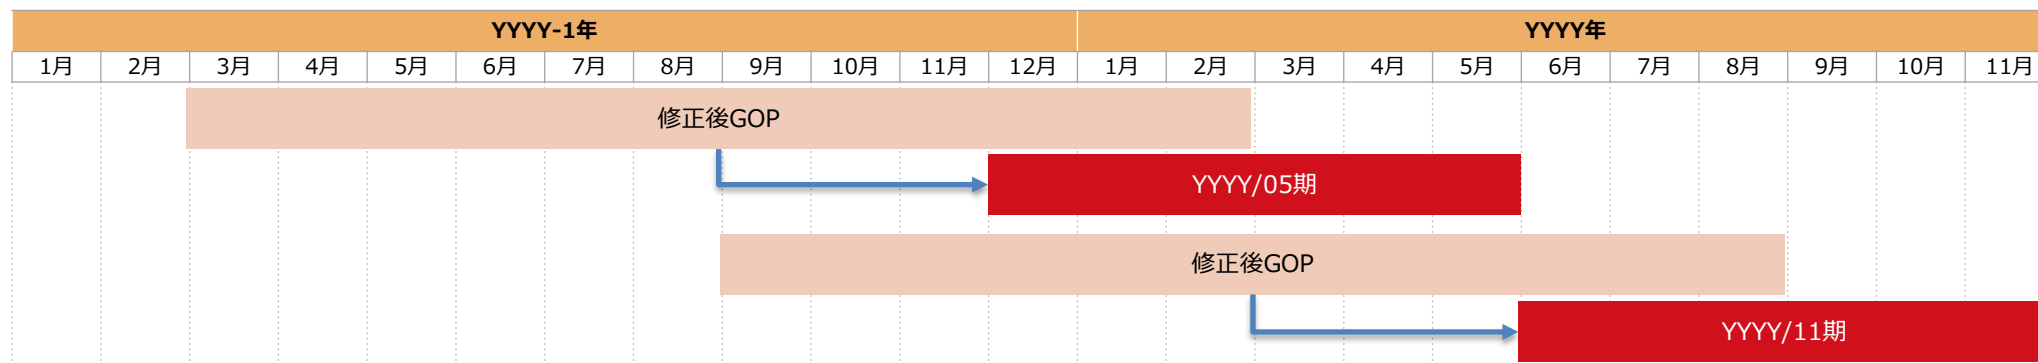 YYYY-1年 YYYY年
1月 2月 3月 4月 5月 6月 7月 8月 9月 10月 11月 12月 1月 2月 3月 4月 5月 6月 7月 8月 9月 10月 11月
修正後GOP
YYYY/05期
修正後GOP
YYYY/11期